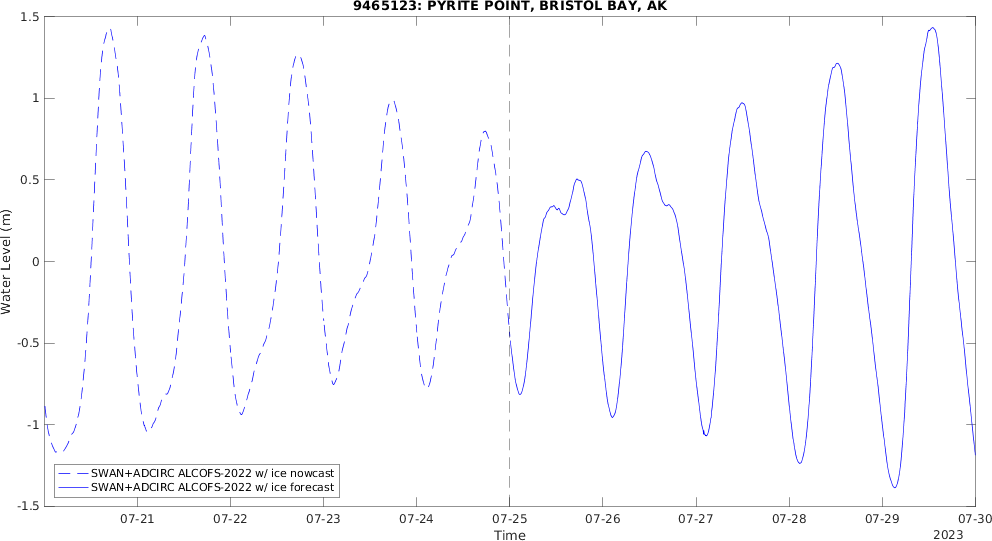 9465123: PYRITE POINT, BRISTOL BAY, AK
1.5
1
0.5
0
-0.5
-1
-1.5
Water Level (m)
SWAN+ADCIRC ALCOFS-2022 w/ ice nowcast
SWAN+ADCIRC ALCOFS-2022 w/ ice forecast
07-21 07-22 07-23 07-24 07-25 07-26 07-27 07-28 07-29 07-30
Time
2023